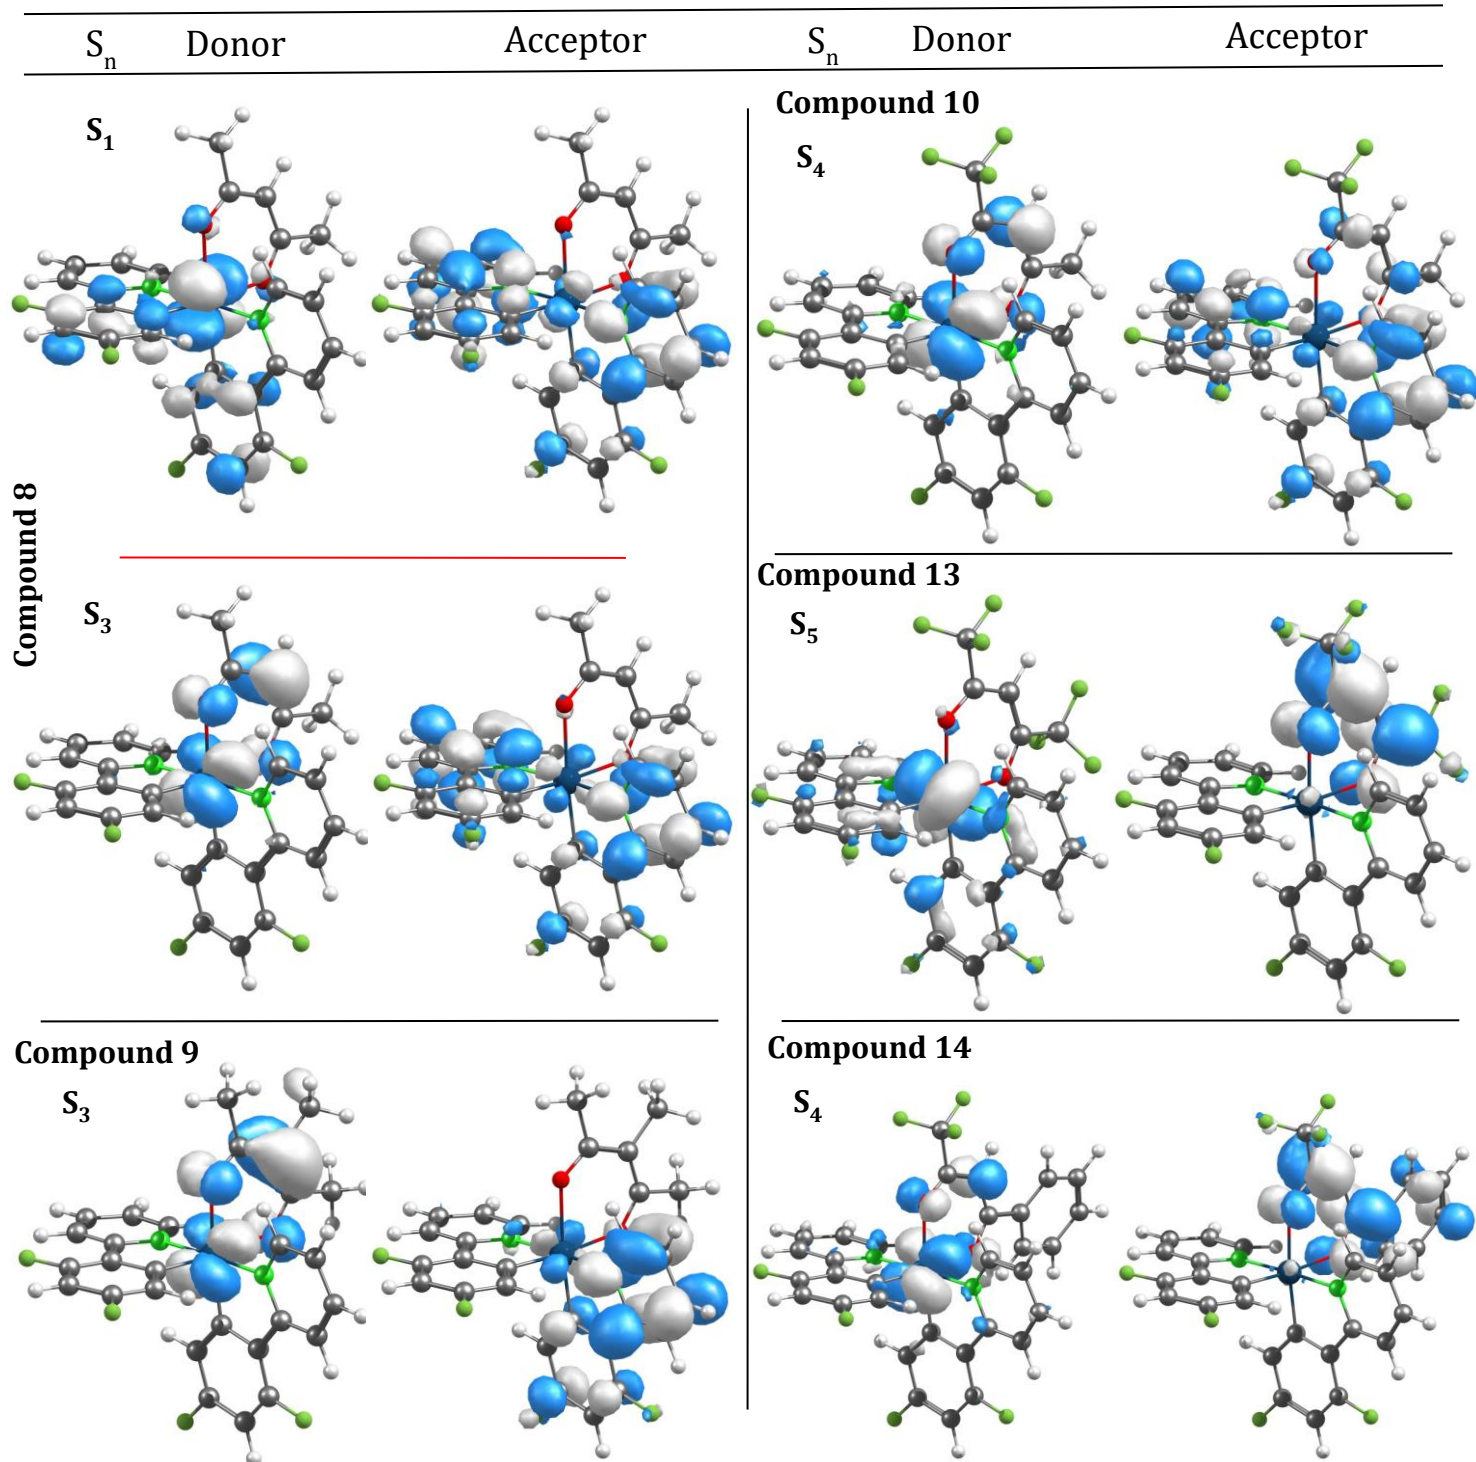 Sn Donor Acceptor Sn Donor Acceptor
Compound 8
S1
S3
Compound 9
S3
Compound 10
S4
Compound 13
S5
Compound 14
S4